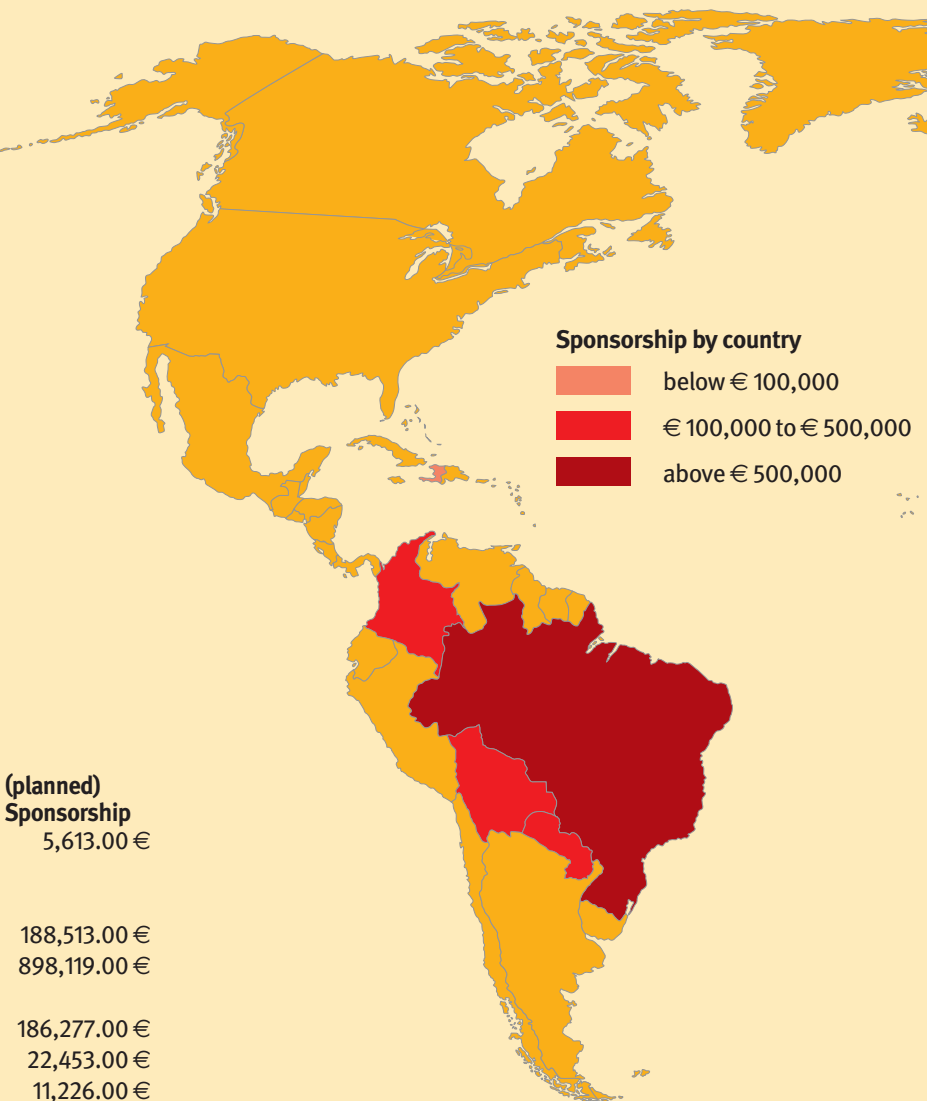 Sponsorship by country
below € 100,000
€ 100,000 to € 500,000
above € 500,000
(planned)
Sponsorship
5,613.00 €
188,513.00 €
898,119.00 €
186,277.00 €
22,453.00 €
11,226.00 €